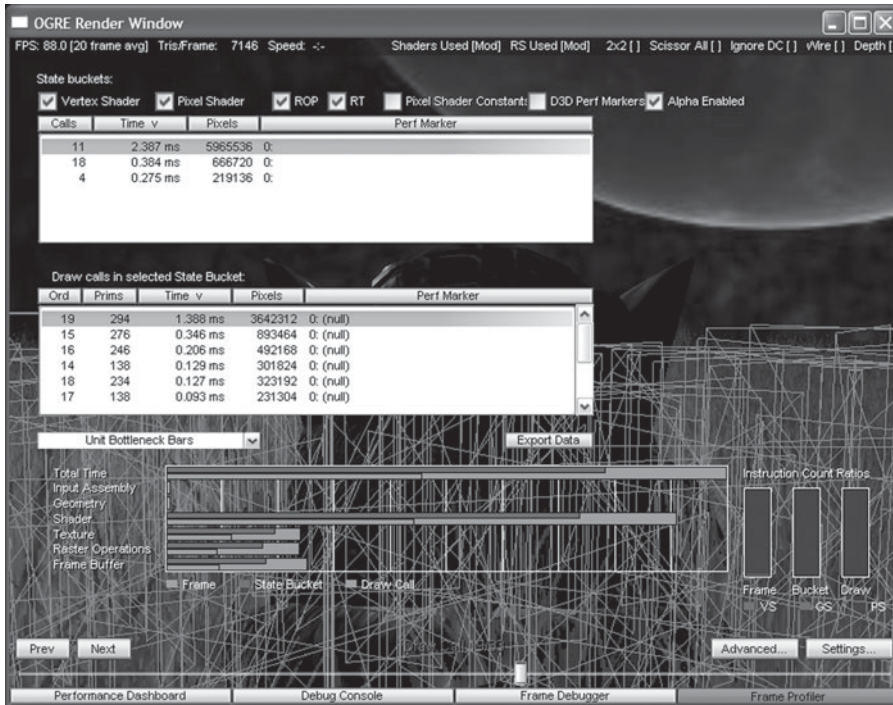 OGRE Render Window
FPS: 88.0 [20 frame avg] Tris/Frame: 7146 Speed: -:- Shaders Used [Mod] RS Used [Mod] 2x2 [ ] Scissor All [ ] Ignore DC [ ] Wire [ ] Depth [
State buckets:
Vertex Shader Pixel Shader ROP RT Pixel Shader Constants D3D Perf Markers Alpha Enabled
Calls Time v Pixels Perf Marker
11 2.387 ms 5965536 0:
18 0.384 ms 666720 0:
4 0.275 ms 219136 0:
Draw calls in selected State Bucket:
Ord Prims Time v Pixels Perf Marker
19 294 1.388 ms 3642312 0: (null)
15 276 0.346 ms 893464 0: (null)
16 246 0.206 ms 492168 0: (null)
14 138 0.129 ms 301824 0: (null)
18 234 0.127 ms 323192 0: (null)
17 138 0.093 ms 231304 0: (null)
Unit Bottleneck Bars Export Data
Total Time Instruction Count Ratios
Input Assembly
Geometry
Shader
Texture
Raster Operations
Frame Buffer
Frame State Bucket Draw Call
Frame Bucket Draw
VS GS PS
Prev Next Advanced... Settings...
Performance Dashboard Debug Console Frame Debugger Frame Profiler